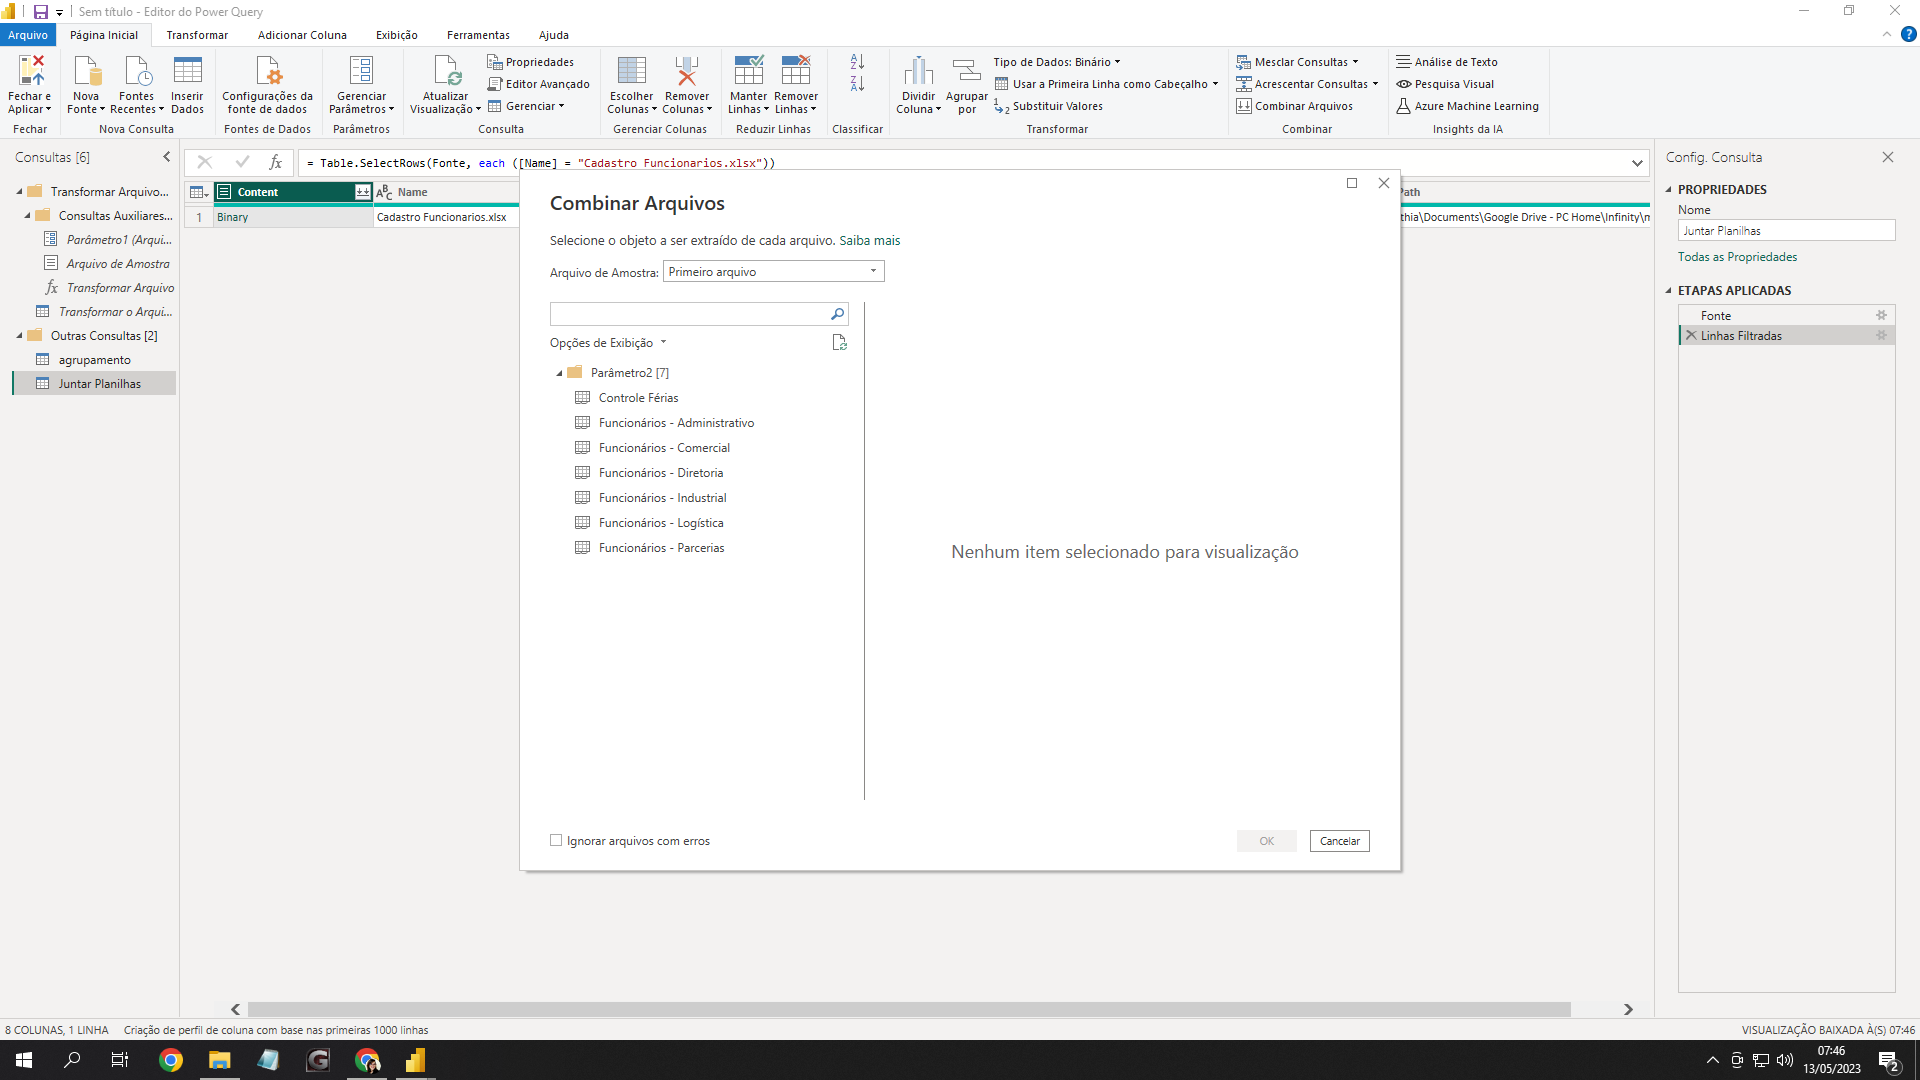 Sem título - Editor do Power Query
Arquivo
Página Inicial
Transformar
Adicionar Coluna
Exibição
Ferramentas
Ajuda
?
Fechar e
Aplicar
Fechar
Nova
Fonte
Fontes
Recentes
Inserir
Dados
Nova Consulta
Configurações da
fonte de dados
Fontes de Dados
Gerenciar
Parâmetros
Parâmetros
Atualizar
Visualização
Propriedades
Editor Avançado
Gerenciar
Consulta
Escolher
Colunas
Remover
Colunas
Gerenciar Colunas
Manter
Linhas
Remover
Linhas
Reduzir Linhas
A
Z
Z
A
Classificar
Dividir
Coluna
Agrupar
por
Tipo de Dados: Binário
Usar a Primeira Linha como Cabeçalho
1
2
Substituir Valores
Transformar
Mesclar Consultas
Acrescentar Consultas
Combinar Arquivos
Combinar
Análise de Texto
Pesquisa Visual
Azure Machine Learning
Insights da IA
Consultas [6]
Transformar Arquivo...
Consultas Auxiliares...
Parâmetro1 (Arqui...
Arquivo de Amostra
fx Transformar Arquivo
Transformar o Arqui...
Outras Consultas [2]
agrupamento
Juntar Planilhas
fx
= Table.SelectRows(Fonte, each ([Name] = "Cadastro Funcionarios.xlsx"))
Content
ABC Name
Path
1 Binary Cadastro Funcionarios.xlsx
thia\Documents\Google Drive - PC Home\Infinity\m
Combinar Arquivos
Selecione o objeto a ser extraído de cada arquivo. Saiba mais
Arquivo de Amostra: Primeiro arquivo
Opções de Exibição
Parâmetro2 [7]
Controle Férias
Funcionários - Administrativo
Funcionários - Comercial
Funcionários - Diretoria
Funcionários - Industrial
Funcionários - Logística
Funcionários - Parcerias
Nenhum item selecionado para visualização
Ignorar arquivos com erros
OK
Cancelar
Config. Consulta
PROPRIEDADES
Nome
Juntar Planilhas
Todas as Propriedades
ETAPAS APLICADAS
Fonte
Linhas Filtradas
8 COLUNAS, 1 LINHA
Criação de perfil de coluna com base nas primeiras 1000 linhas
VISUALIZAÇÃO BAIXADA À(S) 07:46
G
07:46
13/05/2023
2